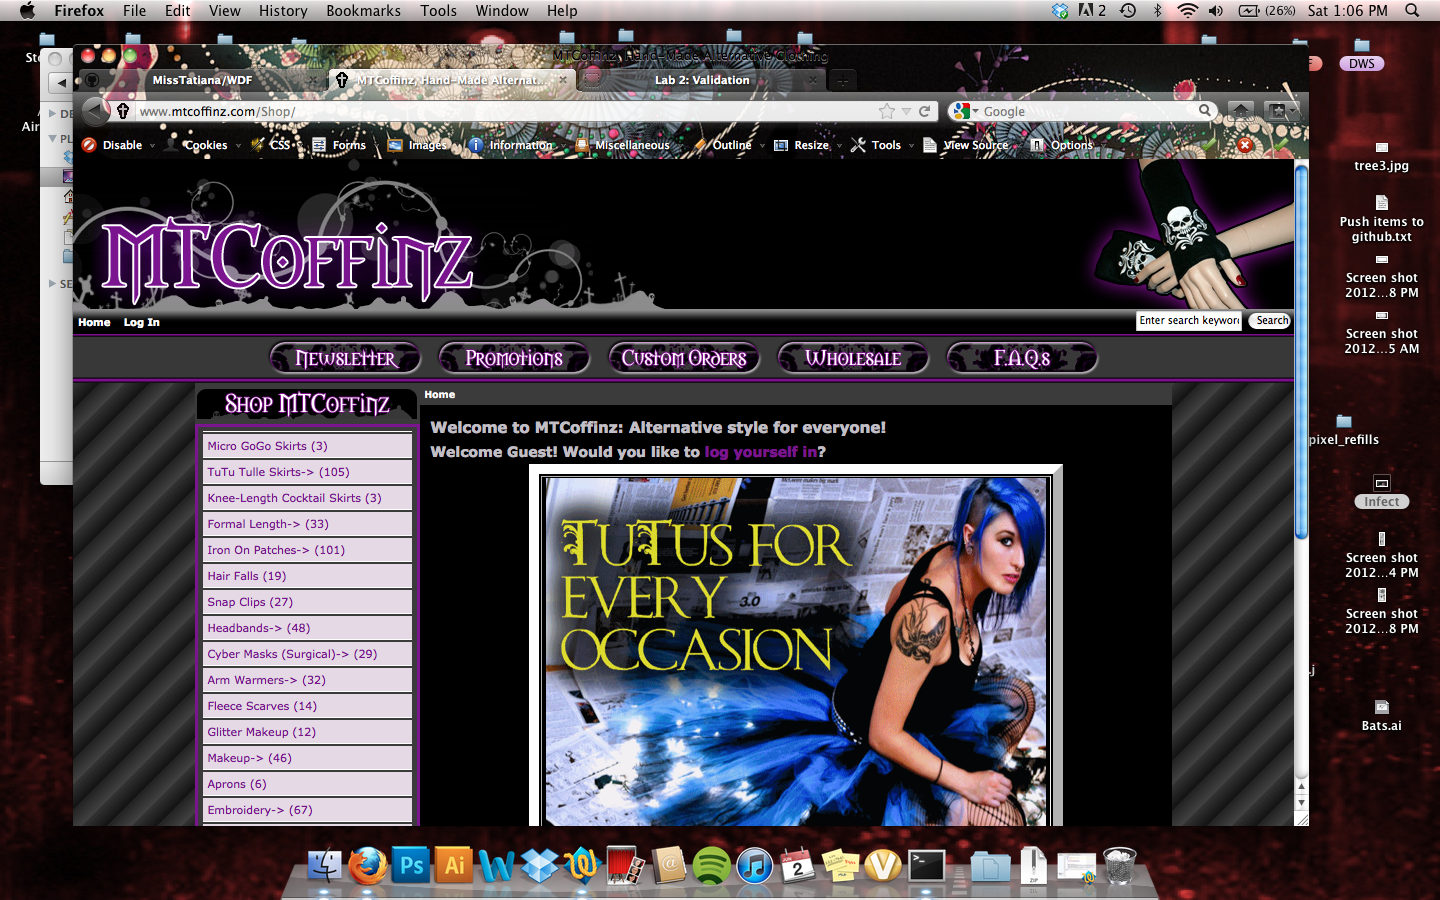 Firefox File Edit View History Bookmarks Tools Window Help
2 (26%) Sat 1:06 PM
MTCoffinz, Hand-Made Alternative Clothing
MissTatiana/WDF
MTCoffinz, Hand-Made Alternat...
Lab 2: Validation
www.mtcoffinz.com/Shop/
Google
Disable Cookies CSS Forms Images Information Miscellaneous Outline Resize Tools View Source Options
MTCoffinz
Home Log In
Enter search keyword
Search
Newsletter
Promotions
Custom Orders
Wholesale
F.A.Q.s
Shop MTCoffinz
Micro GoGo Skirts (3)
TuTu Tulle Skirts-> (105)
Knee-Length Cocktail Skirts (3)
Formal Length-> (33)
Iron On Patches-> (101)
Hair Falls (19)
Snap Clips (27)
Headbands-> (48)
Cyber Masks (Surgical)-> (29)
Arm Warmers-> (32)
Fleece Scarves (14)
Glitter Makeup (12)
Makeup-> (46)
Aprons (6)
Embroidery-> (67)
Home
Welcome to MTCoffinz: Alternative style for everyone!
Welcome Guest! Would you like to log yourself in?
TuTus for
Every
Occasion
3.0
DWS
tree3.jpg
Push items to
github.txt
Screen shot
2012...8 PM
Screen shot
2012...5 AM
pixel_refills
Infect
Screen shot
2012...4 PM
Screen shot
2012...8 PM
Bats.ai
Ps
Ai
W
JUN
2
ZIP